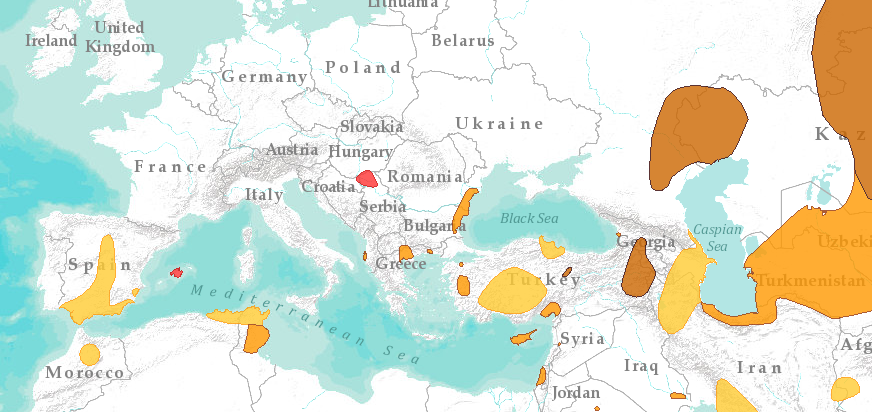 Lithuania
United
Kingdom
Ireland
Belarus
Poland
Germany
Ukraine
Slovakia
Kaz
Austria
Hungary
France
Romania
Croatia
Italy
Serbia
Black Sea
Bulgaria
Caspian
Sea
Georgia
Uzbeki
Spain
Greece
Turkey
Turkmenistan
Mediterranean Sea
Syria
Afg
Iraq
Iran
Morocco
Jordan